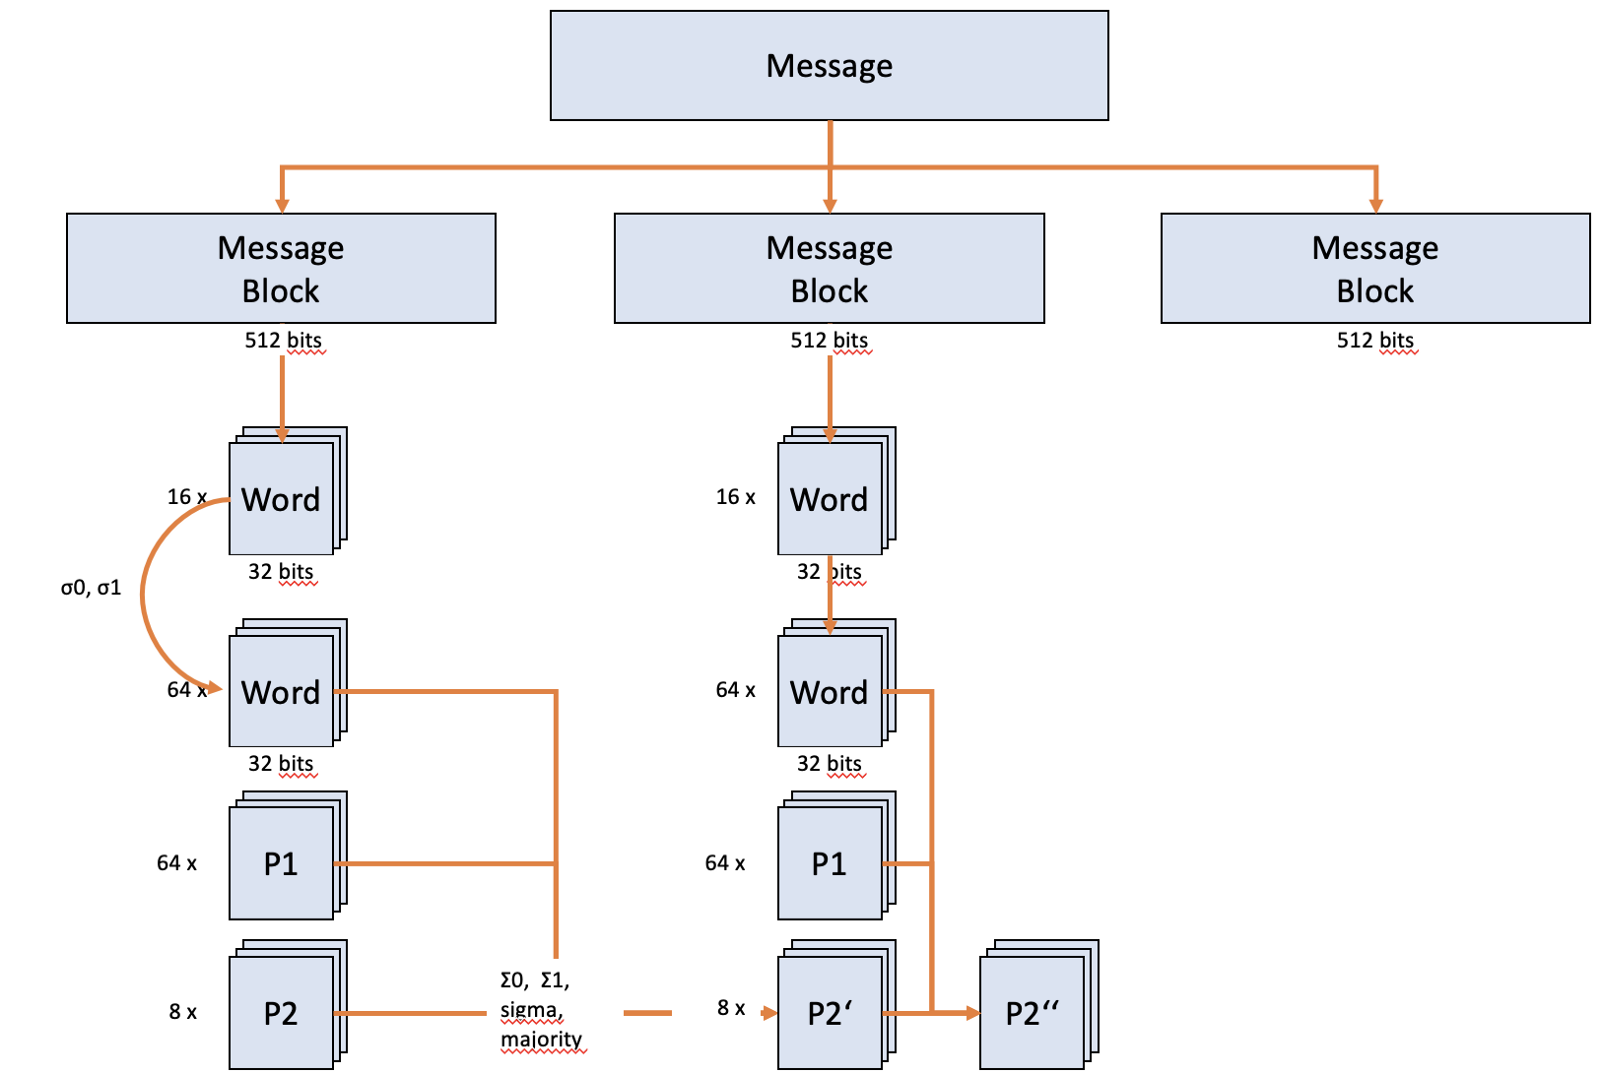 Message
Message
Block
Message
Block
Message
Block
512 bits
512 bits
512 bits
16 x
Word
16 x
Word
32 bits
32 bits
σ0, σ1
64 x
Word
64 x
Word
32 bits
32 bits
64 x
P1
64 x
P1
8 x
P2
Σ0, Σ1,
sigma,
majority
8 x
P2‘
P2‘‘